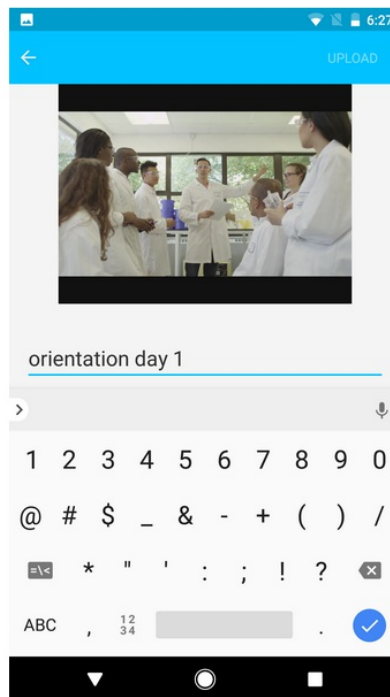 6:27
UPLOAD
orientation day 1
1 2 3 4 5 6 7 8 9 0
@ # $ _ & - + ( ) /
=\< * " ' : ; ! ?
ABC , 12 34 .